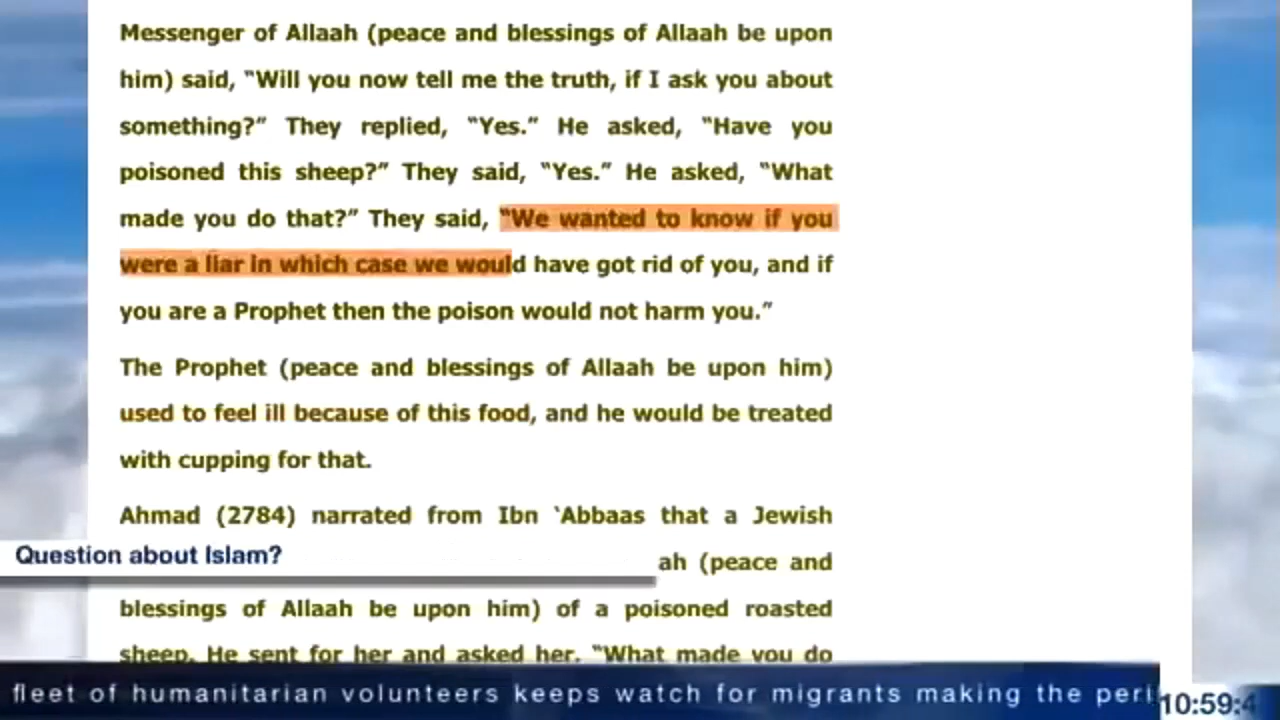 Messenger of Allaah (peace and blessings of Allaah be upon
him) said, “Will you now tell me the truth, if I ask you about
something?” They replied, “Yes.” He asked, “Have you
poisoned this sheep?” They said, “Yes.” He asked, “What
made you do that?” They said, “We wanted to know if you
were a liar in which case we would have got rid of you, and if
you are a Prophet then the poison would not harm you.”
The Prophet (peace and blessings of Allaah be upon him)
used to feel ill because of this food, and he would be treated
with cupping for that.
Ahmad (2784) narrated from Ibn ‘Abbaas that a Jewish
Question about Islam?
ah (peace and
blessings of Allaah be upon him) of a poisoned roasted
sheep. He sent for her and asked her, “What made you do
fleet of humanitarian volunteers keeps watch for migrants making the peri
10:59:4